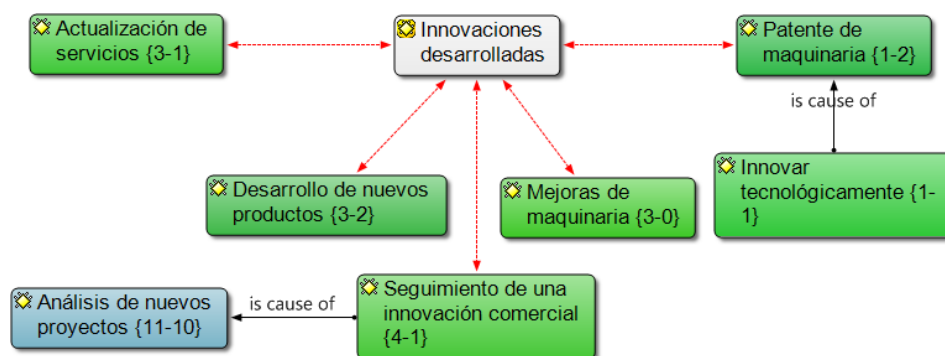 Actualización de
servicios {3-1}
Innovaciones
desarrolladas
Patente de
maquinaria {1-2}
is cause of
Innovar
tecnológicamente {1-
1}
Desarrollo de nuevos
productos {3-2}
Mejoras de
maquinaria {3-0}
Análisis de nuevos
proyectos {11-10}
is cause of
Seguimiento de una
innovación comercial
{4-1}